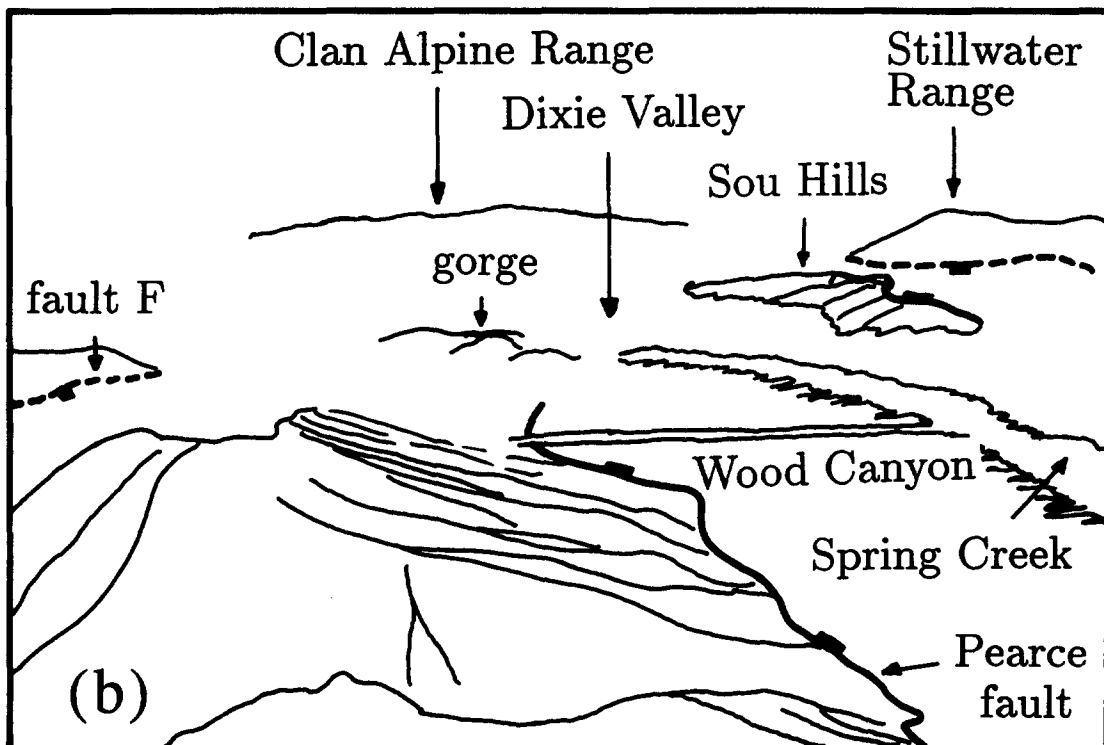 Clan Alpine Range
Stillwater
Range
Dixie Valley
Sou Hills
gorge
fault F
Wood Canyon
Spring Creek
Pearce
fault
(b)